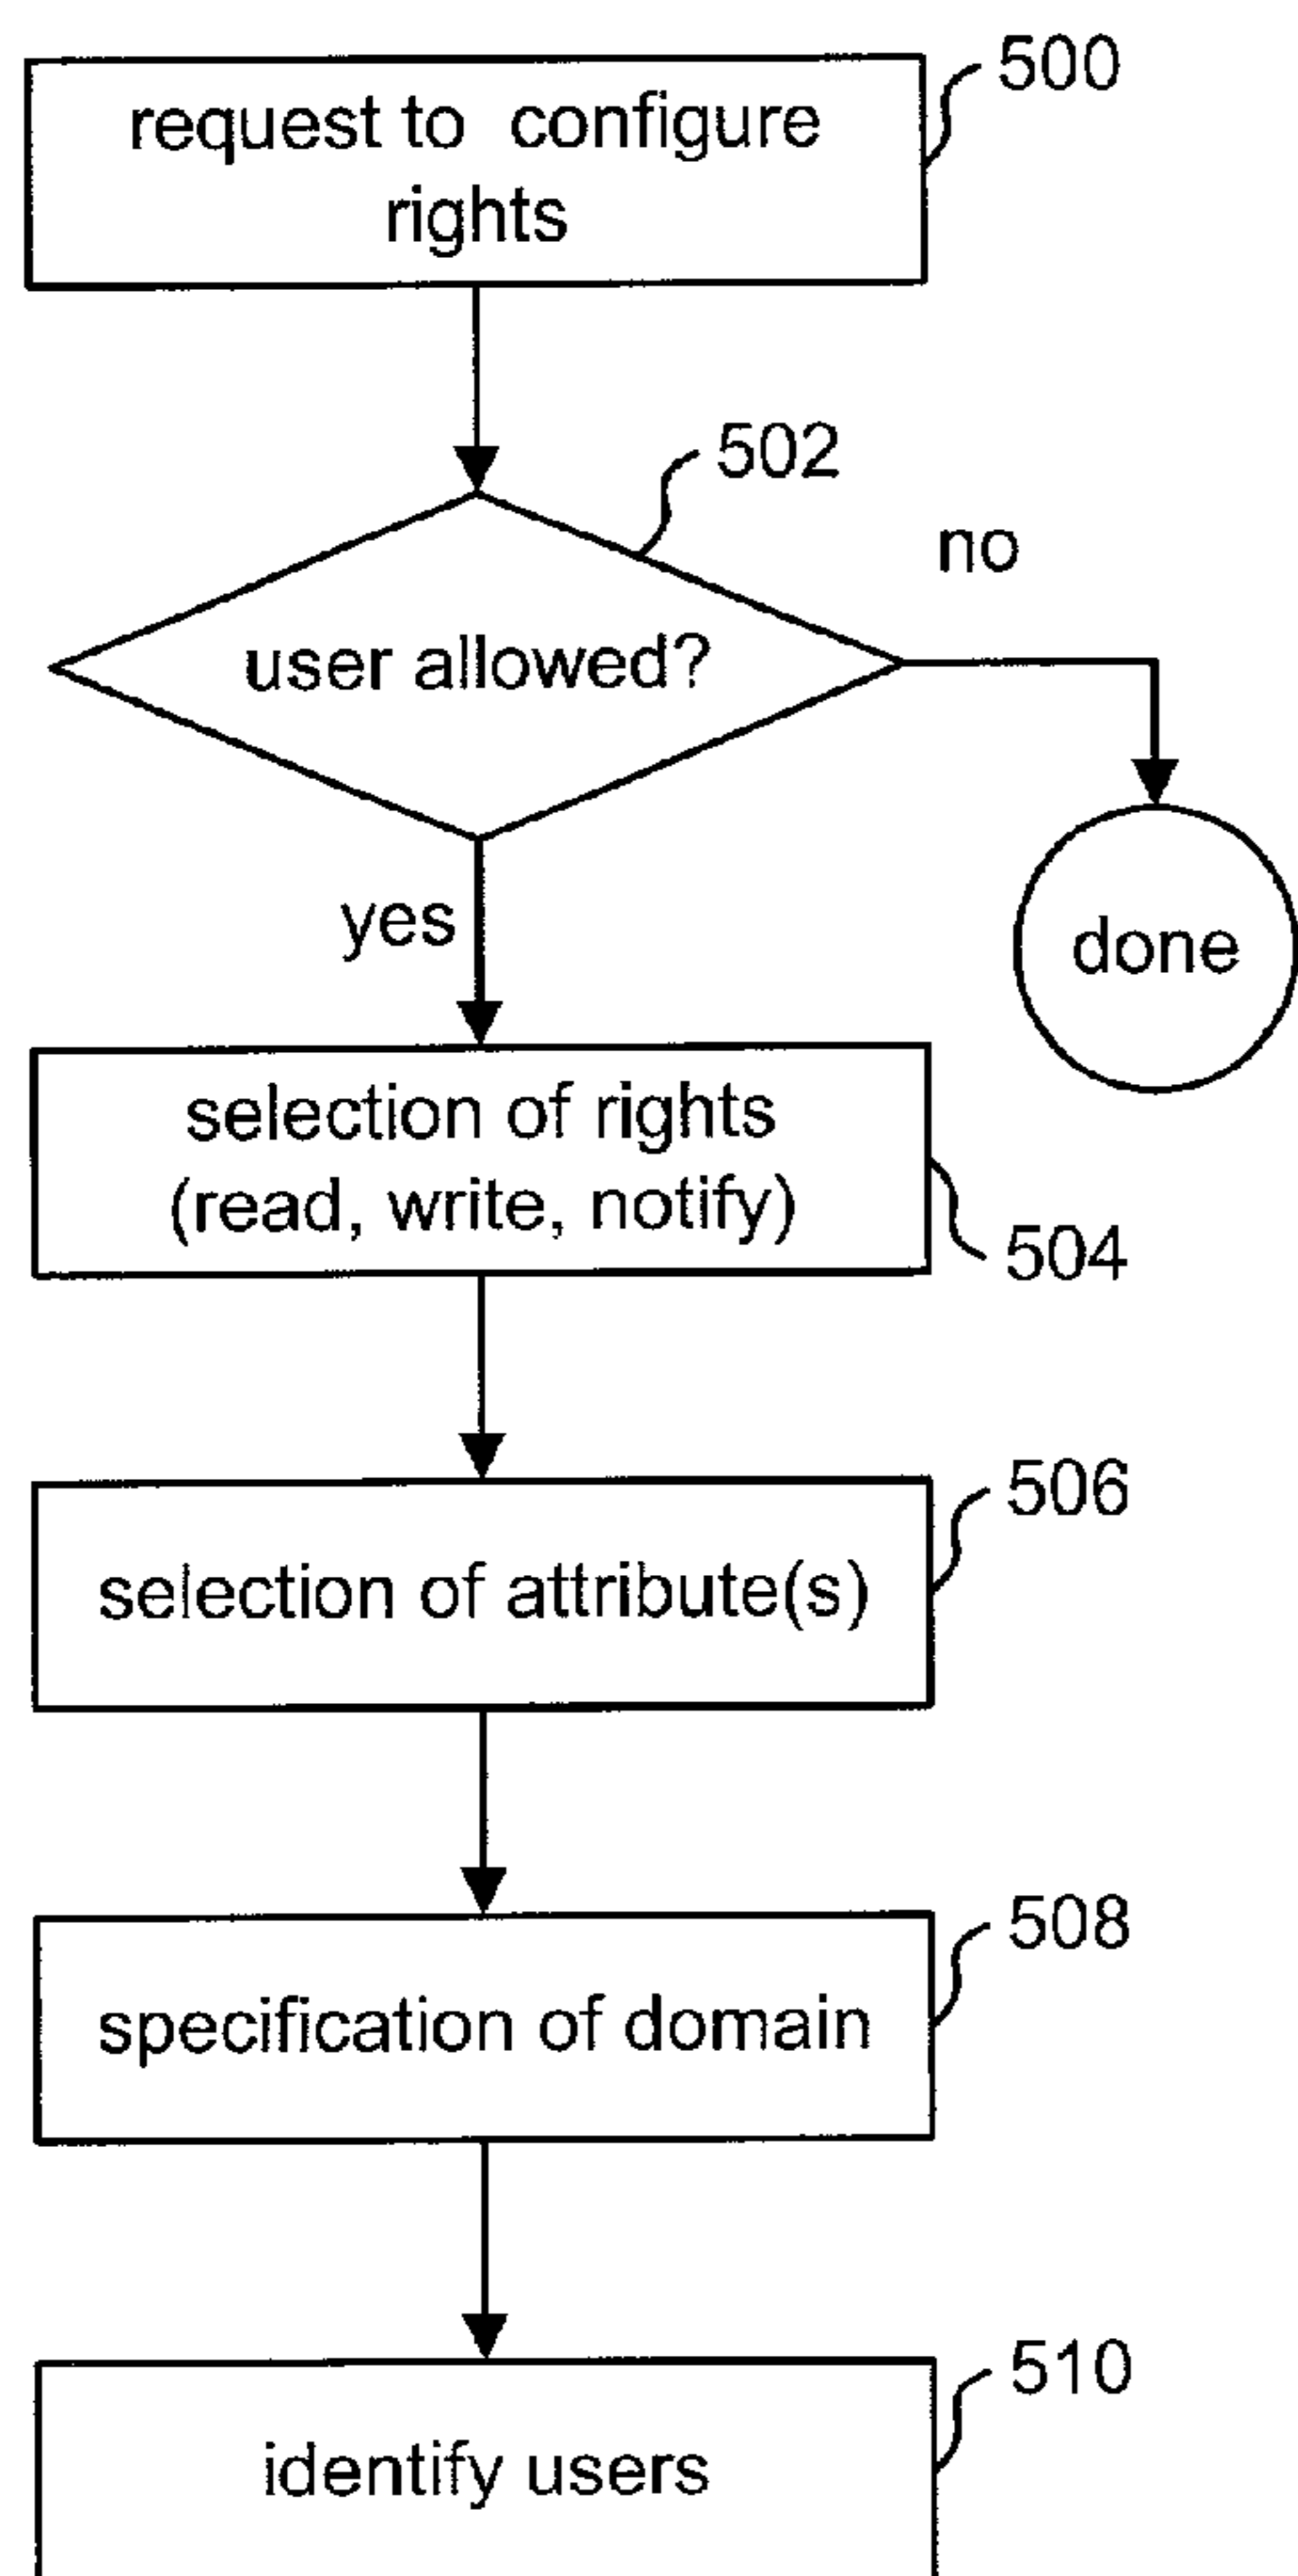 request to configure
rights
500
502
user allowed?
no
yes
done
selection of rights
(read, write, notify)
504
selection of attribute(s)
506
specification of domain
508
identify users
510